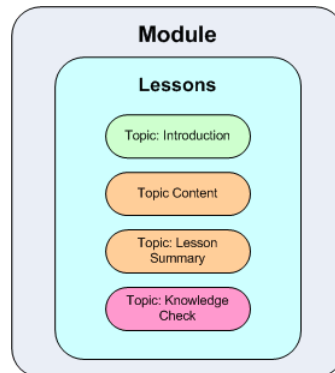 Module
Lessons
Topic: Introduction
Topic Content
Topic: Lesson
Summary
Topic: Knowledge
Check